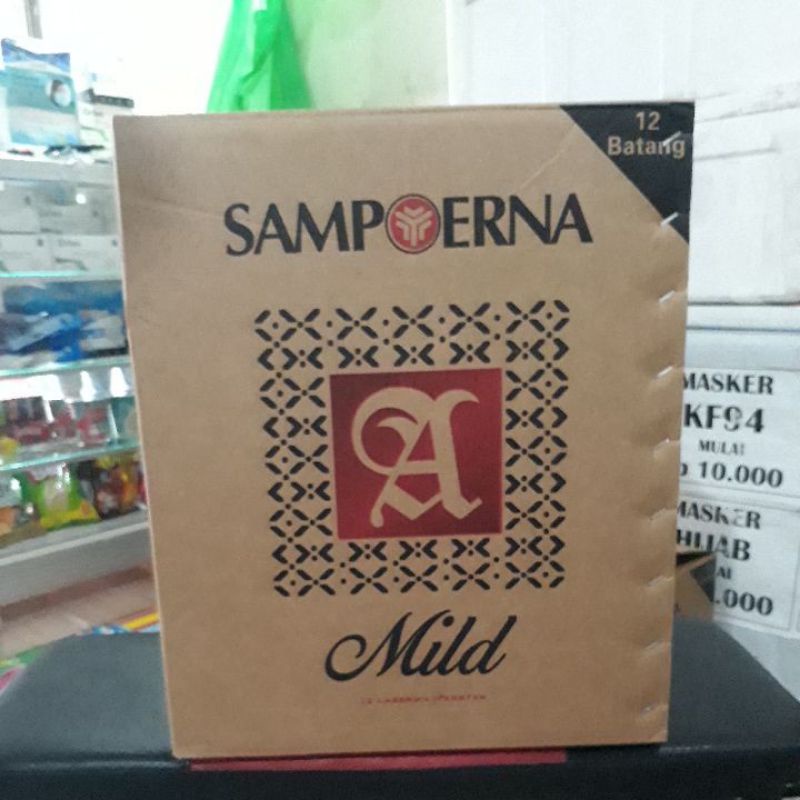 12
Batang
SAMPOERNA
A
Mild
MASKER
KF94
MULAI
10.000
MASKER
HIJAB
.000